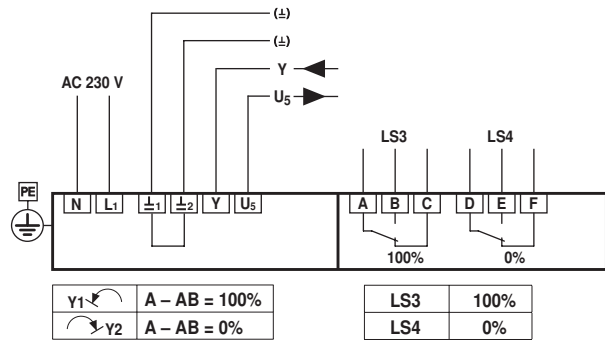 (⊥)
(⊥)
Y
AC 230 V
U5
LS3 LS4
PE
N L1 ⊥1 ⊥2 Y U5 A B C D E F
100% 0%
Y1 A – AB = 100%
Y2 A – AB = 0%
LS3 100%
LS4 0%